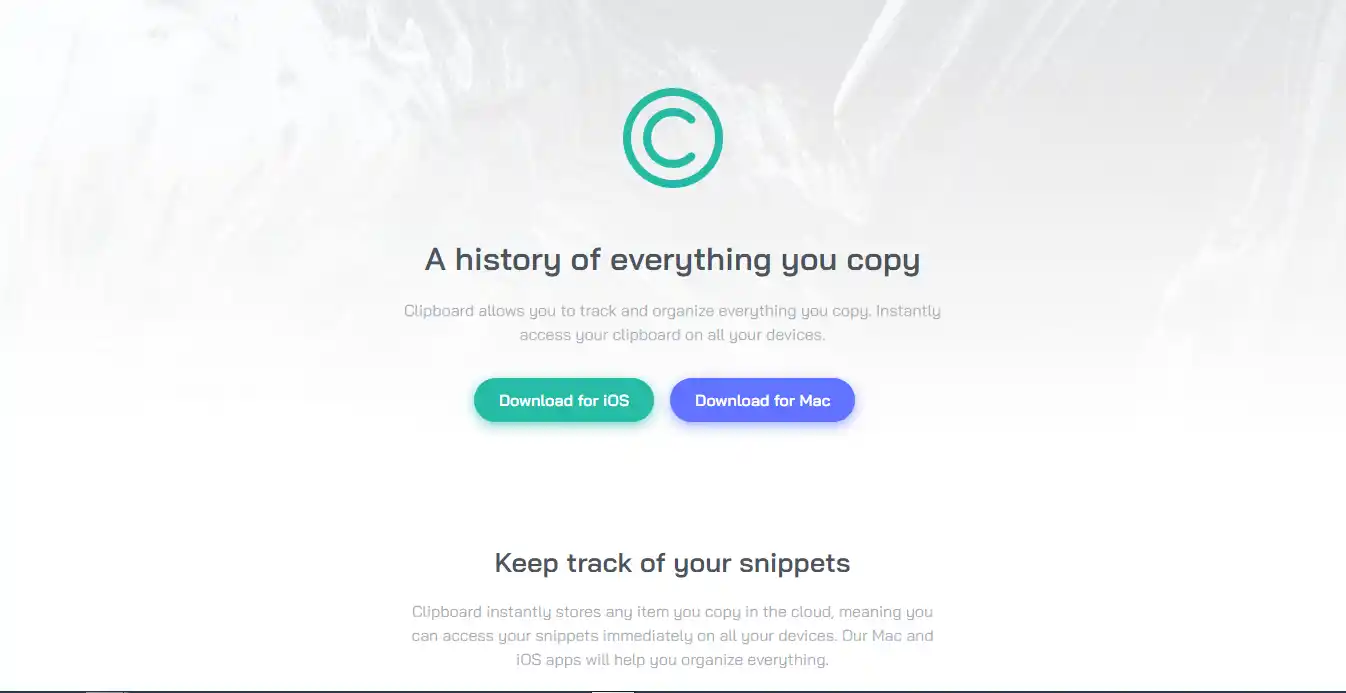 A history of everything you copy
Clipboard allows you to track and organize everything you copy. Instantly
access your clipboard on all your devices.
Download for iOS
Download for Mac
Keep track of your snippets
Clipboard instantly stores any item you copy in the cloud, meaning you
can access your snippets immediately on all your devices. Our Mac and
iOS apps will help you organize everything.